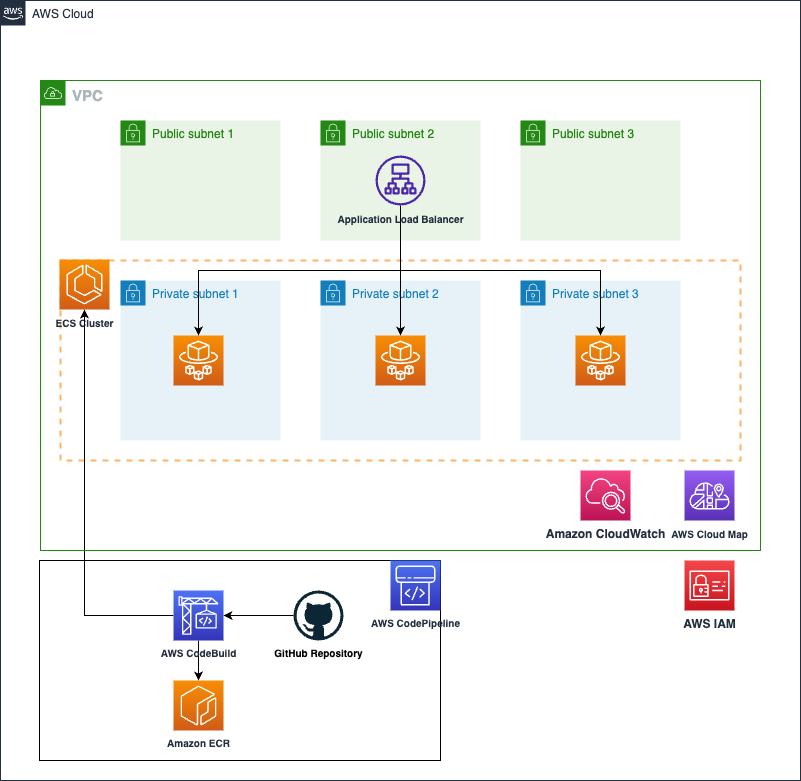 aws
AWS Cloud
VPC
Public subnet 1
Public subnet 2
Public subnet 3
Application Load Balancer
ECS Cluster
Private subnet 1
Private subnet 2
Private subnet 3
Amazon CloudWatch
AWS Cloud Map
AWS CodePipeline
AWS IAM
AWS CodeBuild
GitHub Repository
Amazon ECR